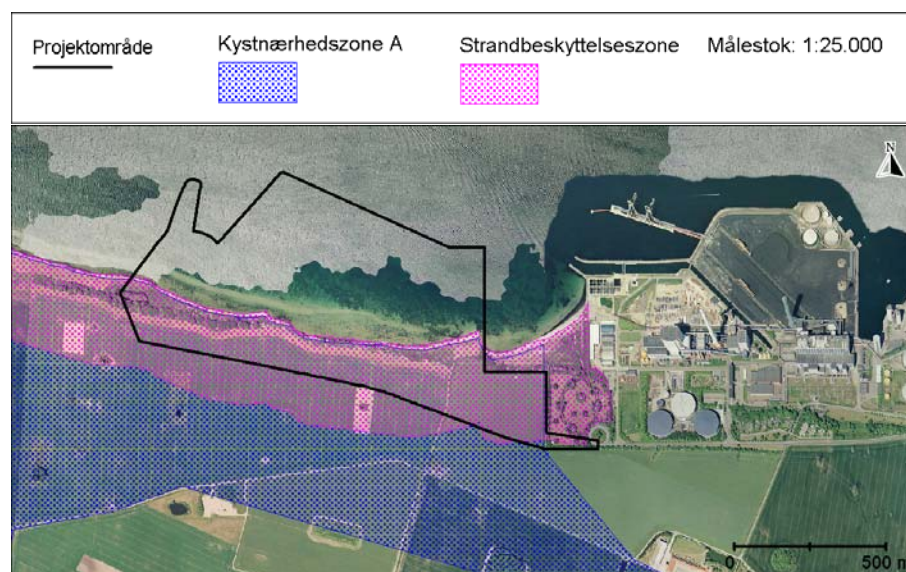 Projektområde
Kystnærhedszone A
Strandbeskyttelseszone
Målestok: 1:25.000
N
0 500 m